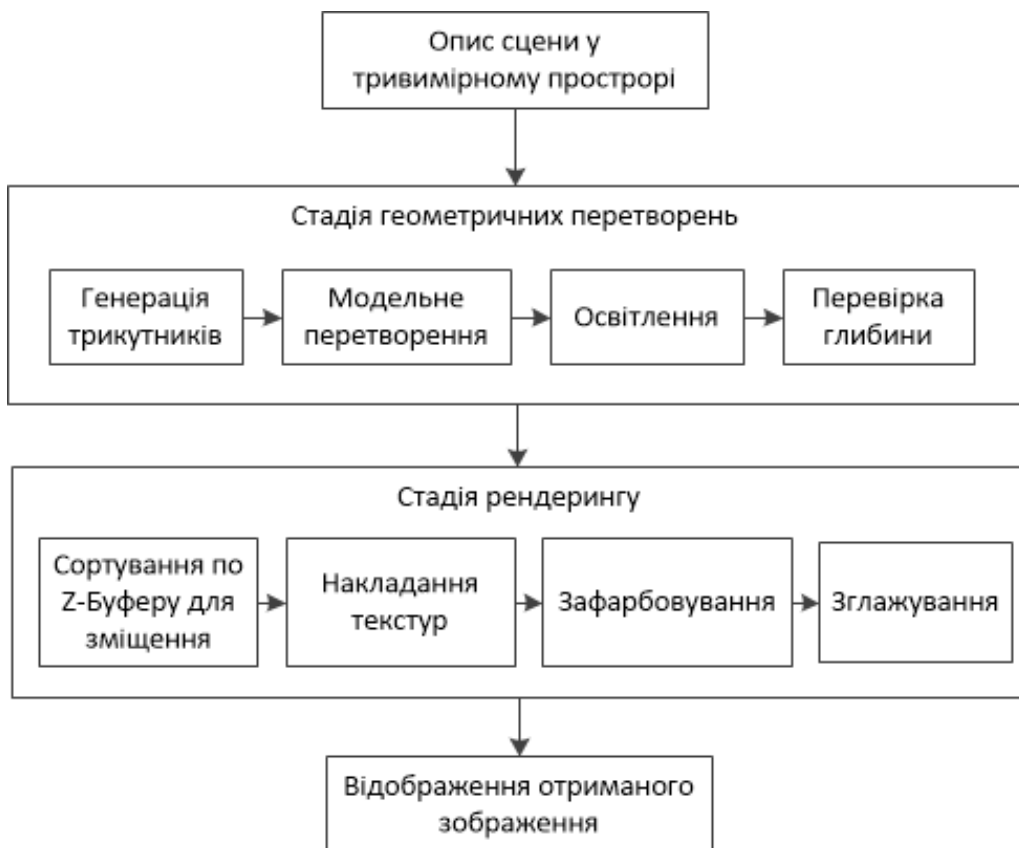 Опис сцени у
тривимірному прострорі
Стадія геометричних перетворень
Генерація
трикутників
Модельне
перетворення
Освітлення
Перевірка
глибини
Стадія рендерингу
Сортування по
Z-Буферу для
зміщення
Накладання
текстур
Зафарбовування
Зглажування
Відображення отриманого
зображення